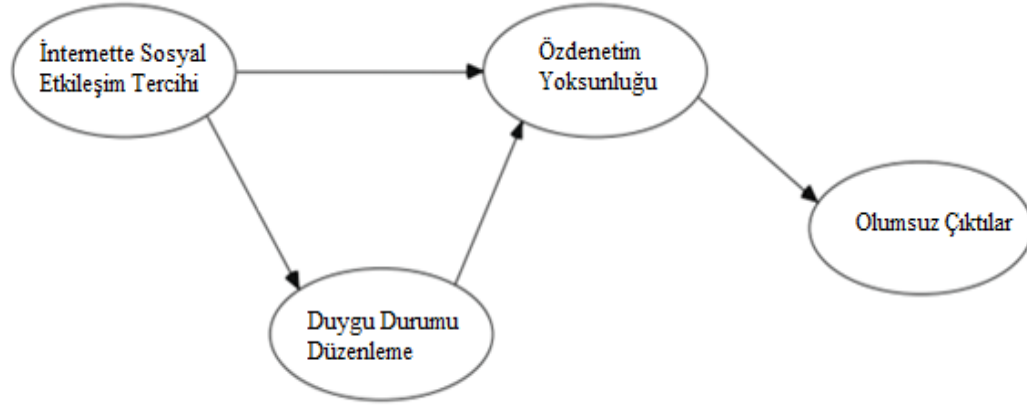 İnternette Sosyal
Etkileşim Tercihi
Özdenetim
Yoksunluğu
Olumsuz Çıktılar
Duygu Durumu
Düzenleme